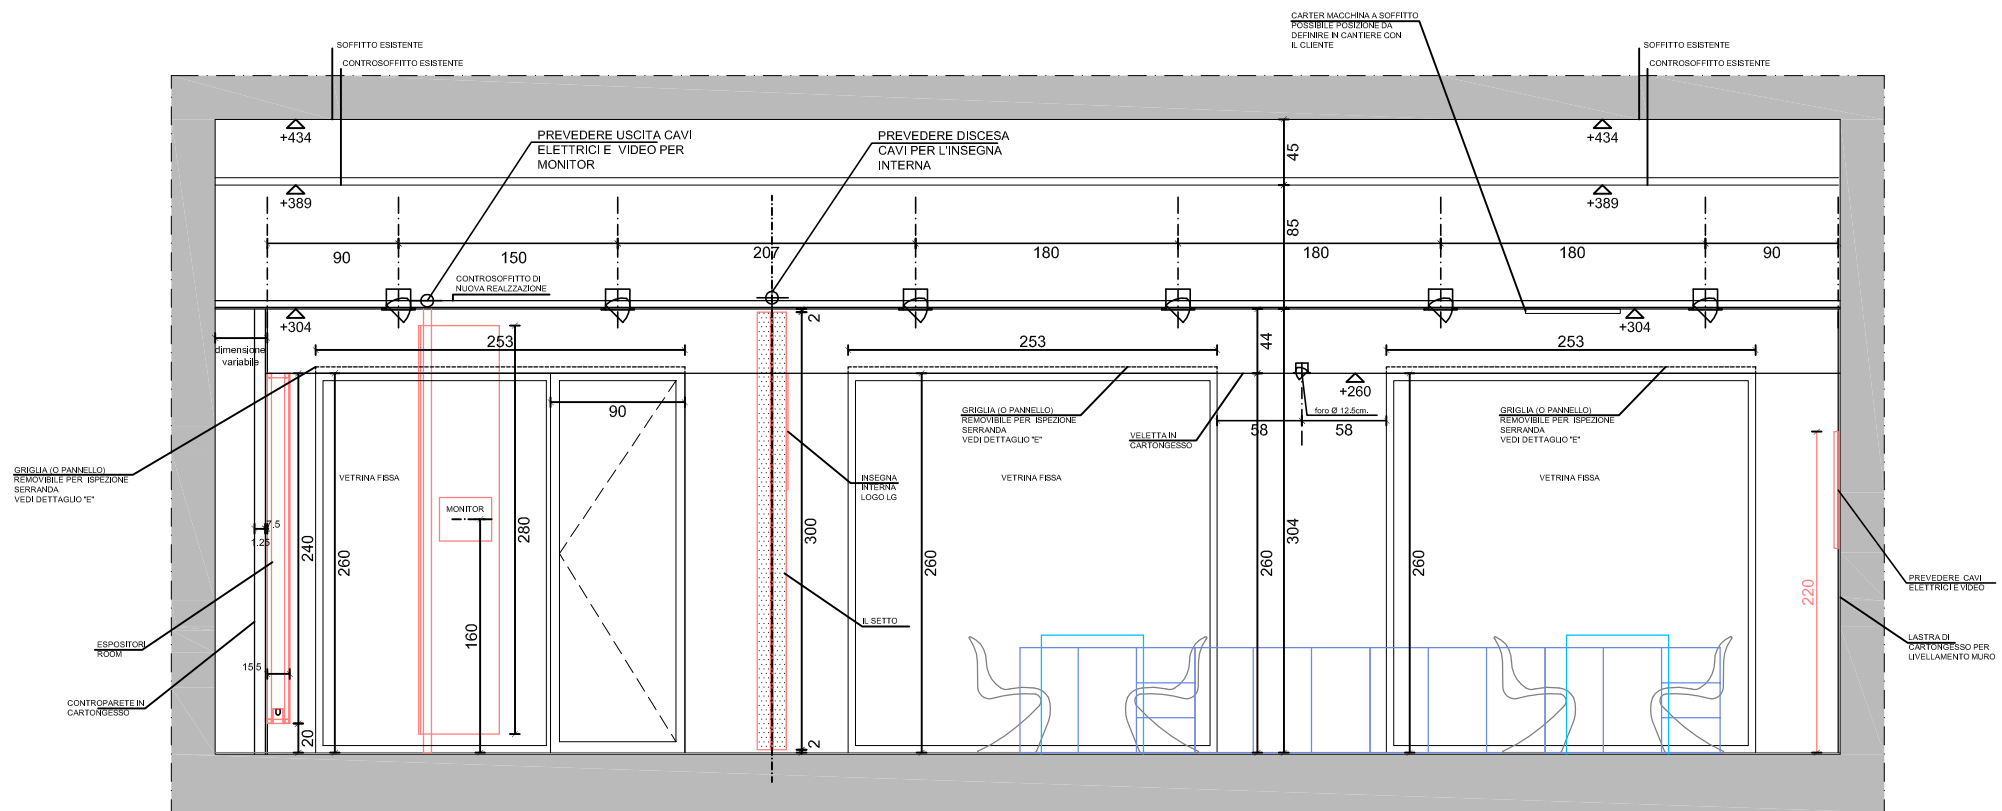 CARTER MACCHINA A SOFFITTO
POSSIBILE POSIZIONE DA
DEFINIRE IN CANTIERE CON
IL CLIENTE
SOFFITTO ESISTENTE
CONTROSOFFITTO ESISTENTE
SOFFITTO ESISTENTE
CONTROSOFFITTO ESISTENTE
+434
PREVEDERE USCITA CAVI
ELETTRICI E VIDEO PER
MONITOR
PREVEDERE DISCESA
CAVI PER L'INSEGNA
INTERNA
+434
45
+389
+389
85
90
150
207
180
180
180
90
CONTROSOFFITTO DI
NUOVA REALZZAZIONE
+304
2
44
+304
dimensione
variabile
253
253
253
+260
90
foro Ø 12.5cm.
58
58
GRIGLIA (O PANNELLO)
REMOVIBILE PER ISPEZIONE
SERRANDA
VEDI DETTAGLIO "E"
VELETTA IN
CARTONGESSO
GRIGLIA (O PANNELLO)
REMOVIBILE PER ISPEZIONE
SERRANDA
VEDI DETTAGLIO "E"
GRIGLIA (O PANNELLO)
REMOVIBILE PER ISPEZIONE
SERRANDA
VEDI DETTAGLIO "E"
VETRINA FISSA
INSEGNA
INTERNA
LOGO LG
VETRINA FISSA
VETRINA FISSA
MONITOR
7.5
1.25
240
260
280
300
260
260
304
260
160
220
PREVEDERE CAVI
ELETTRICI E VIDEO
IL SETTO
ESPOSITORI
ROOM
LASTRA DI
CARTONGESSO PER
LIVELLAMENTO MURO
15.5
CONTROPARETE IN
CARTONGESSO
20
2